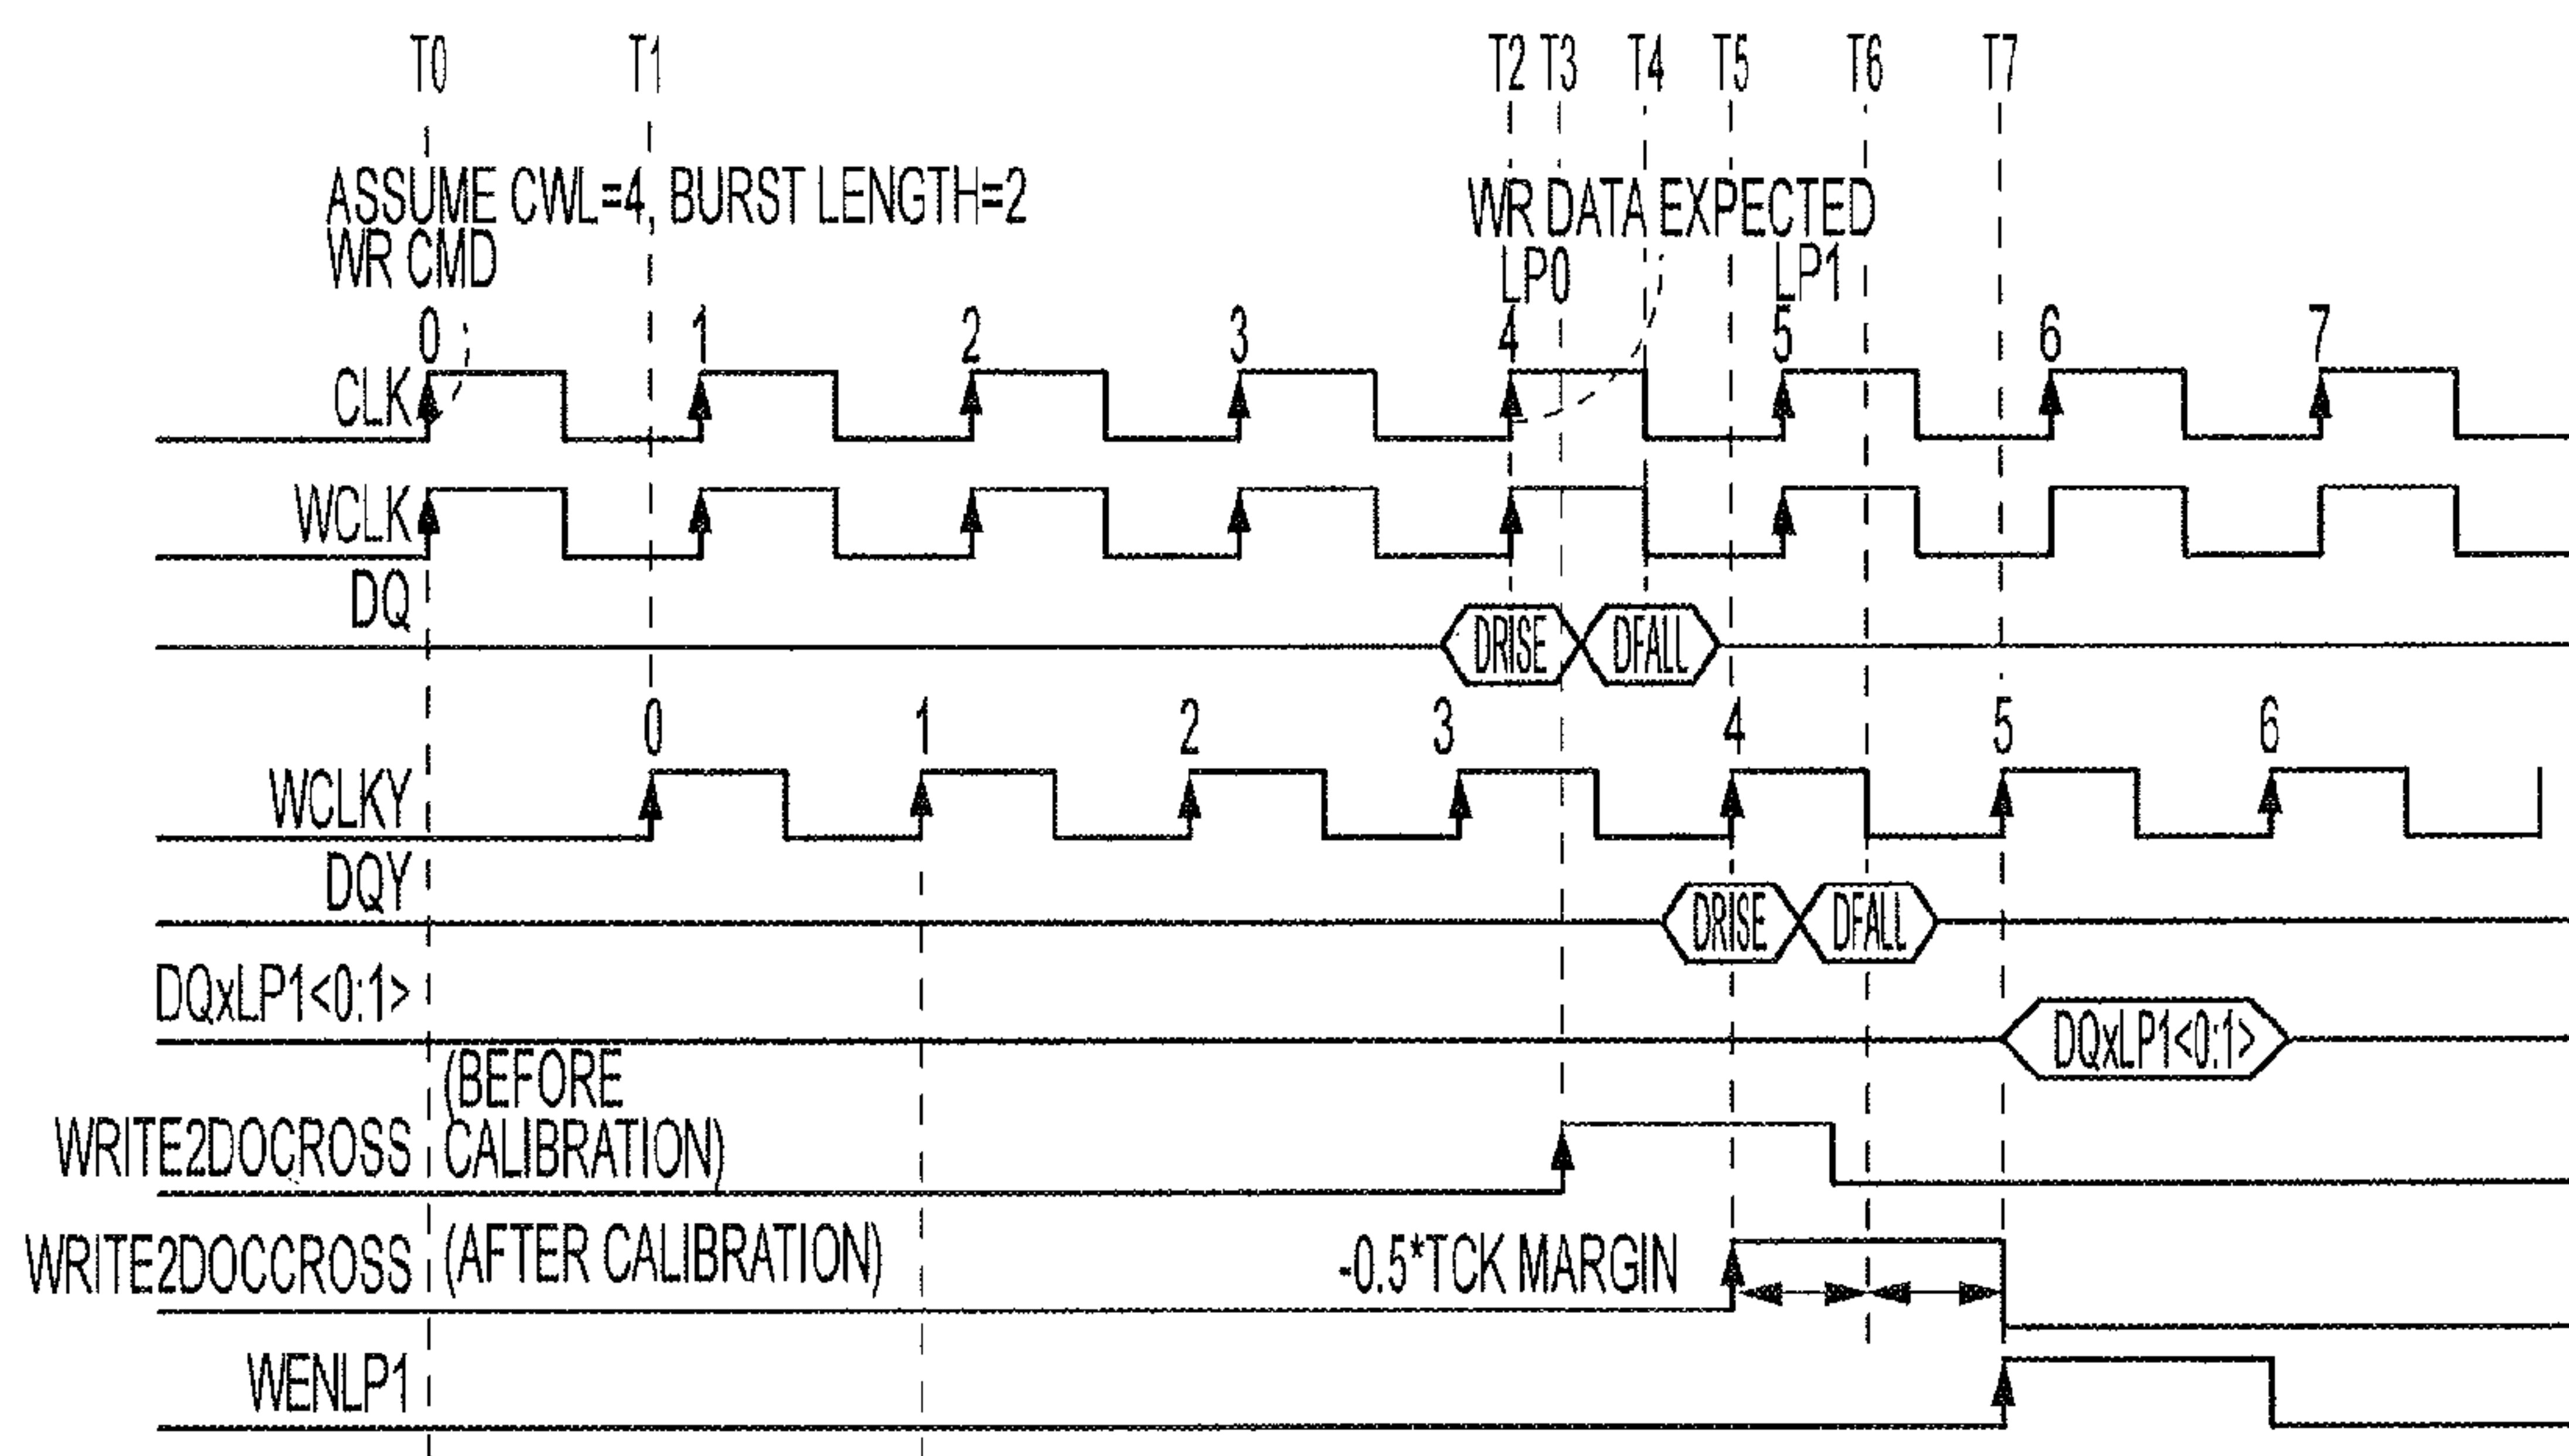 T0 T1 T2 T3 T4 T5 T6 T7
ASSUME CWL=4, BURST LENGTH=2
WR CMD
WR DATA EXPECTED
LP0 LP1
0 1 2 3 4 5 6 7
CLK
WCLK
DQ
DRISE DFALL
0 1 2 3 4 5 6
WCLKY
DQY
DRISE DFALL
DQxLP1<0:1>
DQxLP1<0:1>
(BEFORE
WRITE2DOCROSS CALIBRATION)
WRITE2DOCCROSS (AFTER CALIBRATION) -0.5*TCK MARGIN
WENLP1